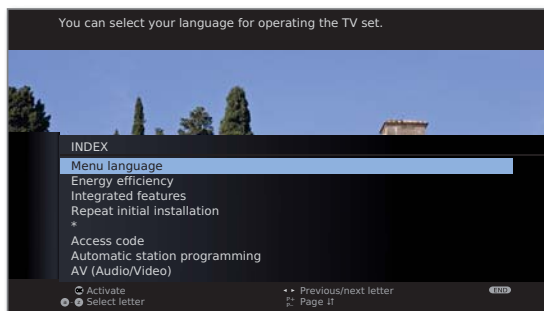 You can select your language for operating the TV set.
INDEX
Menu language
Energy efficiency
Integrated features
Repeat initial installation
*
Access code
Automatic station programming
AV (Audio/Video)
OK Activate ◄ ► Previous/next letter END
a - z Select letter P+ P– Page ↓↑